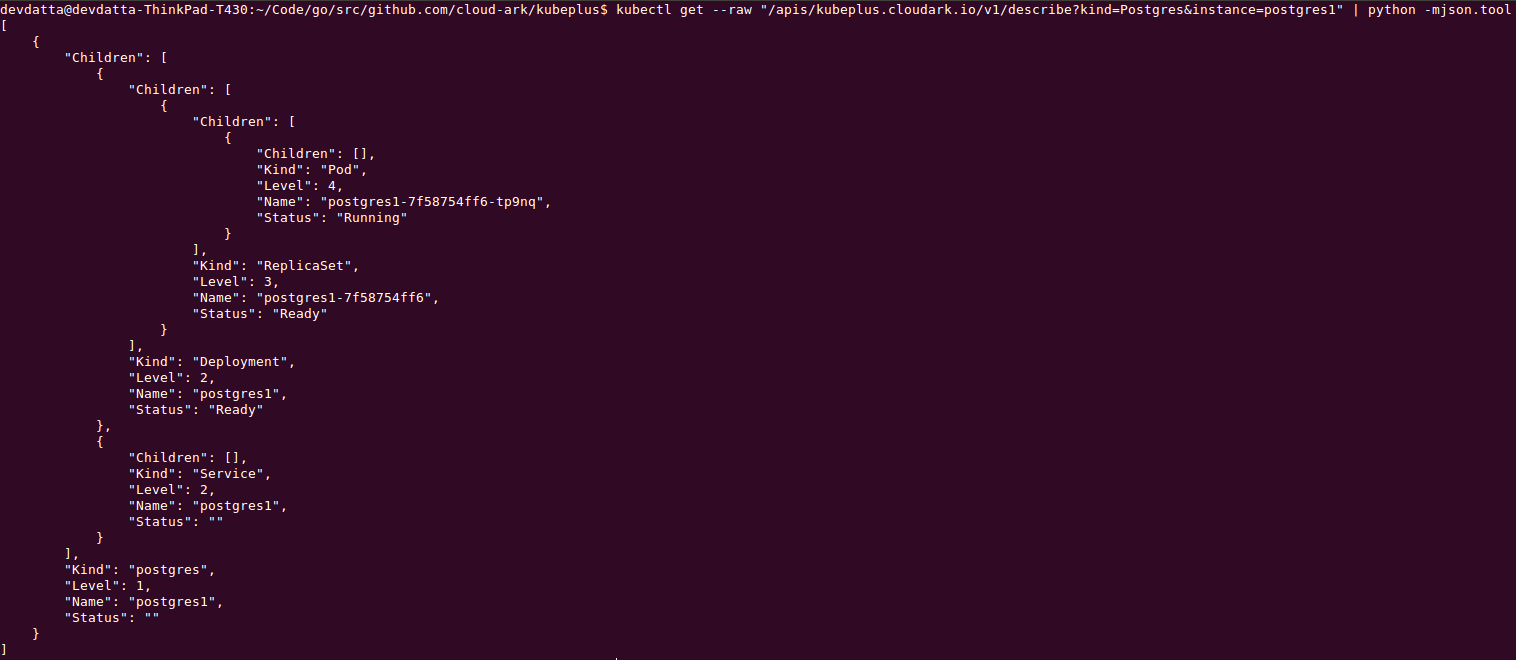 devdatta@devdatta-ThinkPad-T430:~/Code/go/src/github.com/cloud-ark/kubeplus$ kubectl get --raw "/apis/kubeplus.cloudark.io/v1/describe?kind=Postgres&instance=postgres1" | python -mjson.tool
[
    {
        "Children": [
            {
                "Children": [
                    {
                        "Children": [
                            {
                                "Children": [],
                                "Kind": "Pod",
                                "Level": 4,
                                "Name": "postgres1-7f58754ff6-tp9nq",
                                "Status": "Running"
                            }
                        ],
                        "Kind": "ReplicaSet",
                        "Level": 3,
                        "Name": "postgres1-7f58754ff6",
                        "Status": "Ready"
                    }
                ],
                "Kind": "Deployment",
                "Level": 2,
                "Name": "postgres1",
                "Status": "Ready"
            },
            {
                "Children": [],
                "Kind": "Service",
                "Level": 2,
                "Name": "postgres1",
                "Status": ""
            }
        ],
        "Kind": "postgres",
        "Level": 1,
        "Name": "postgres1",
        "Status": ""
    }
]